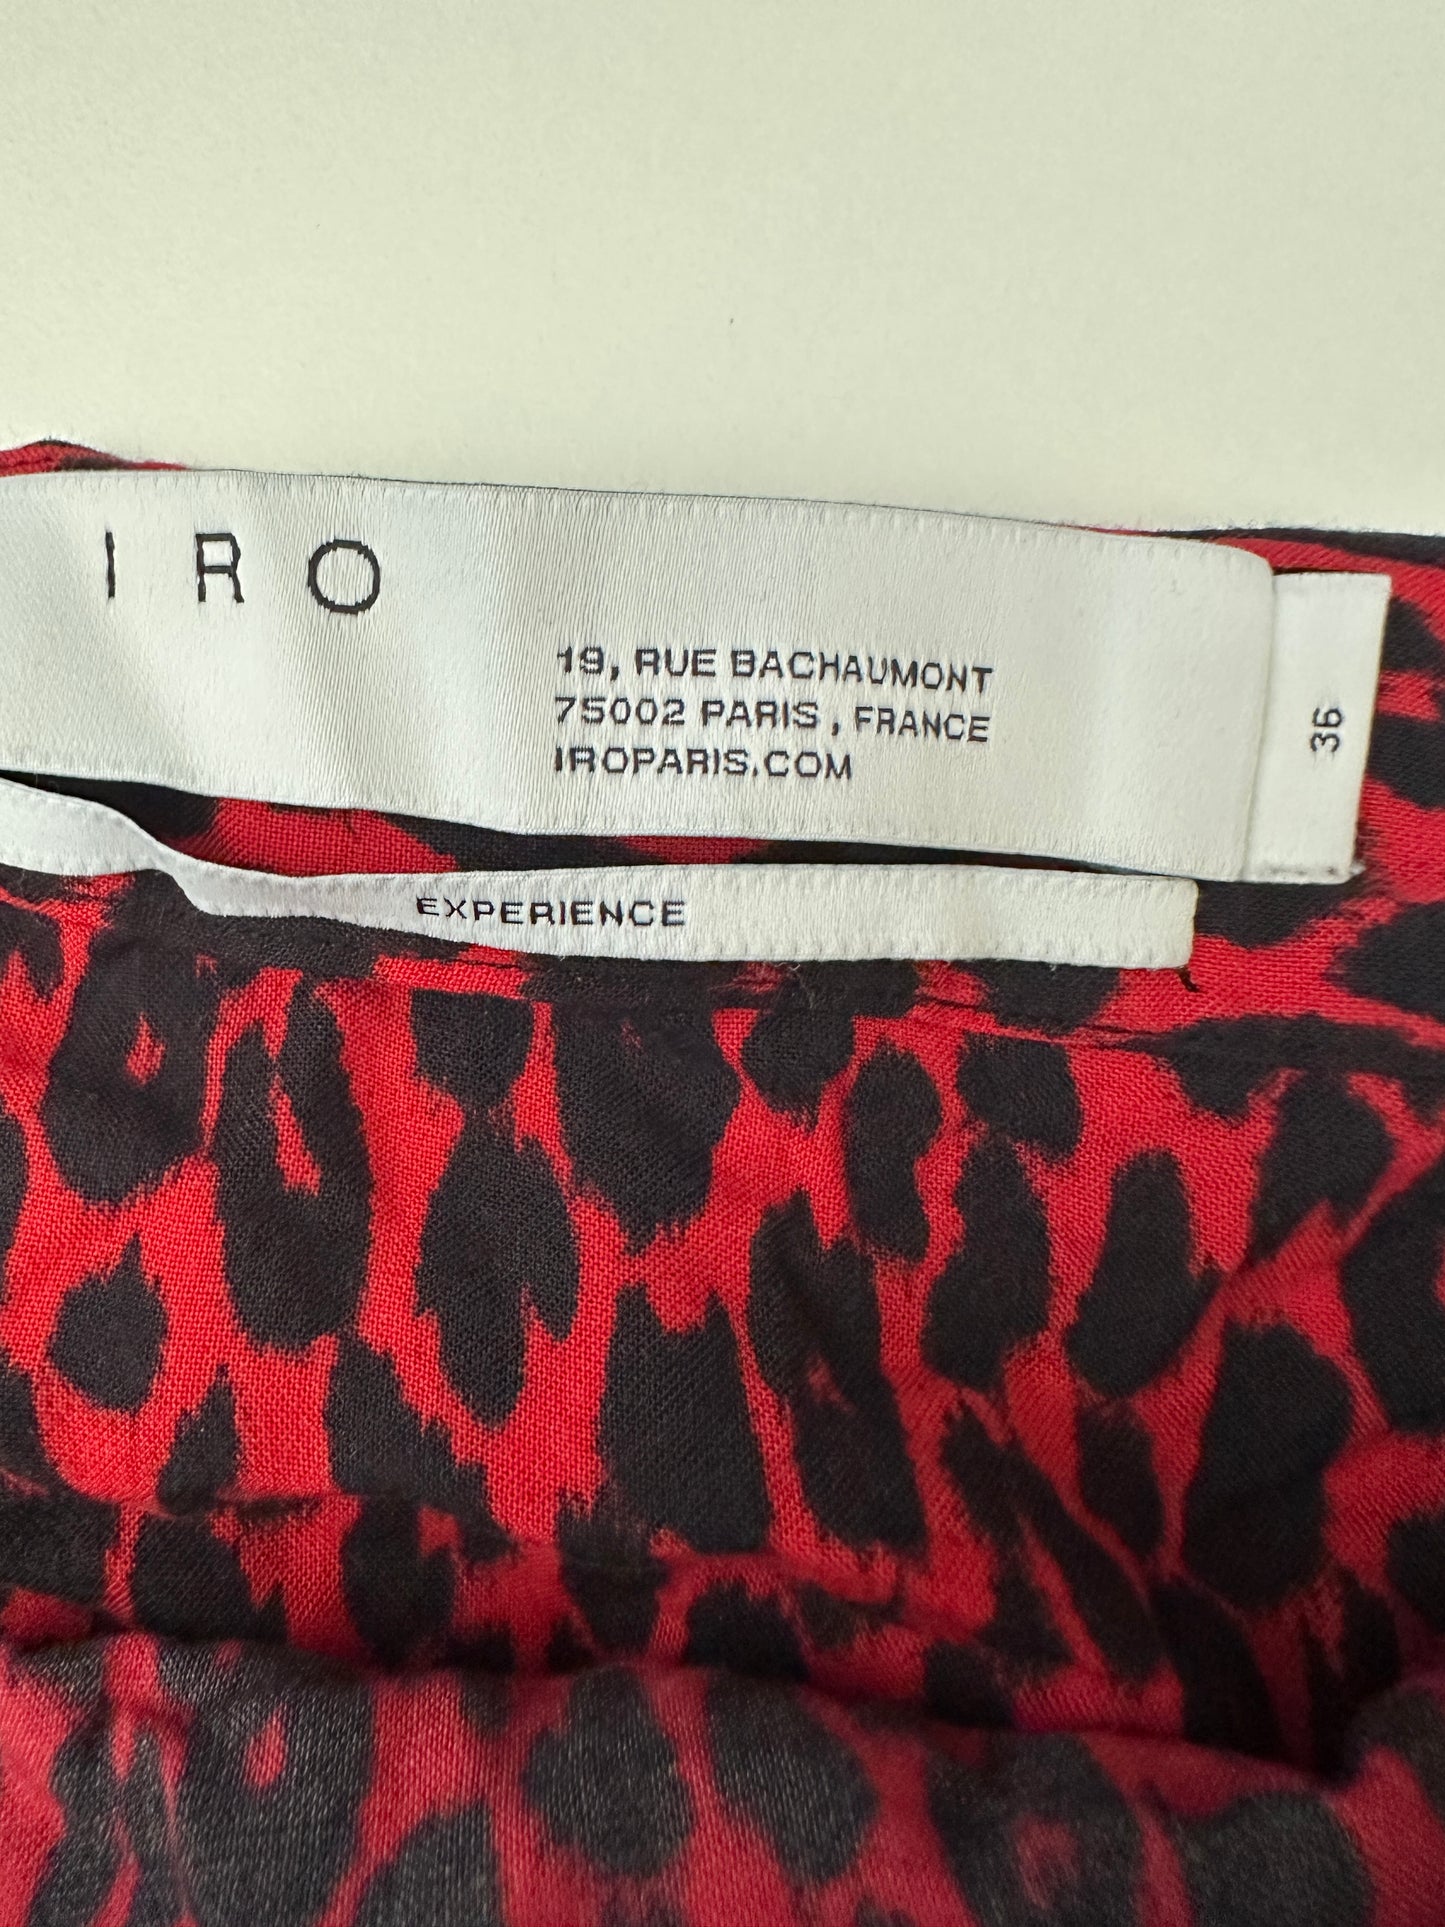 IRO
19, RUE BACHAUMONT
75002 PARIS, FRANCE
IROPARIS.COM
36
EXPERIENCE